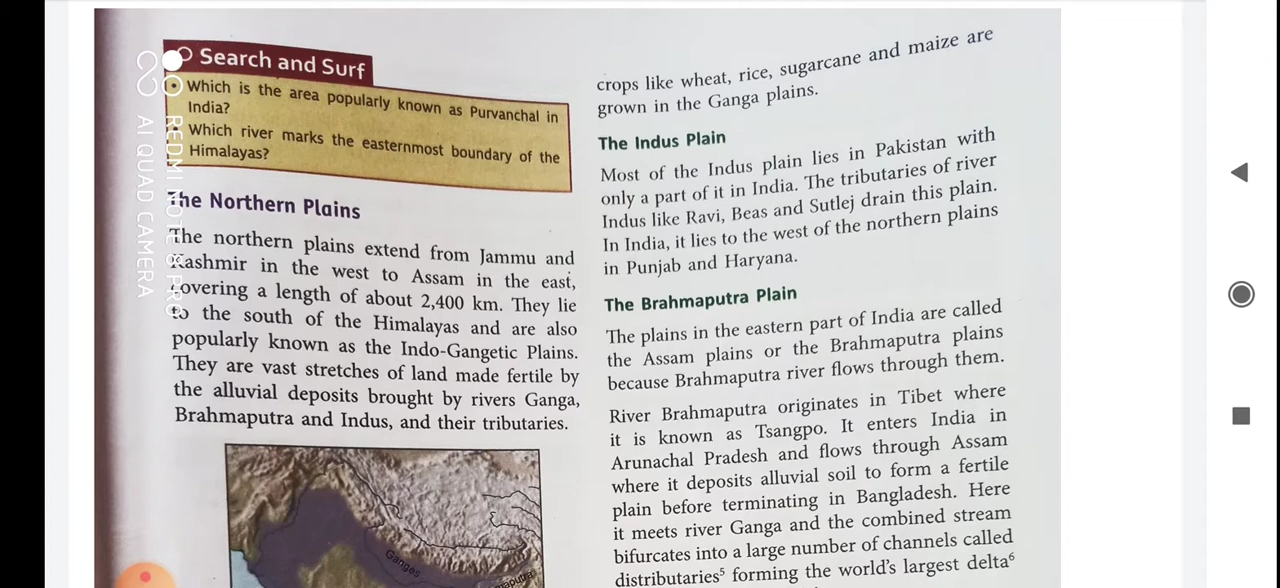 Search and Surf
• Which is the area popularly known as Purvanchal in
India?
• Which river marks the easternmost boundary of the
Himalayas?
The Northern Plains
The northern plains extend from Jammu and
Kashmir in the west to Assam in the east,
covering a length of about 2,400 km. They lie
to the south of the Himalayas and are also
popularly known as the Indo-Gangetic Plains.
They are vast stretches of land made fertile by
the alluvial deposits brought by rivers Ganga,
Brahmaputra and Indus, and their tributaries.
Ganges
maputra
crops like wheat, rice, sugarcane and maize are
grown in the Ganga plains.
The Indus Plain
Most of the Indus plain lies in Pakistan with
only a part of it in India. The tributaries of river
Indus like Ravi, Beas and Sutlej drain this plain.
In India, it lies to the west of the northern plains
in Punjab and Haryana.
The Brahmaputra Plain
The plains in the eastern part of India are called
the Assam plains or the Brahmaputra plains
because Brahmaputra river flows through them.
River Brahmaputra originates in Tibet where
it is known as Tsangpo. It enters India in
Arunachal Pradesh and flows through Assam
where it deposits alluvial soil to form a fertile
plain before terminating in Bangladesh. Here
it meets river Ganga and the combined stream
bifurcates into a large number of channels called
distributaries⁵ forming the world's largest delta⁶
REDMI NOTE 8 PRO
AI QUAD CAMERA